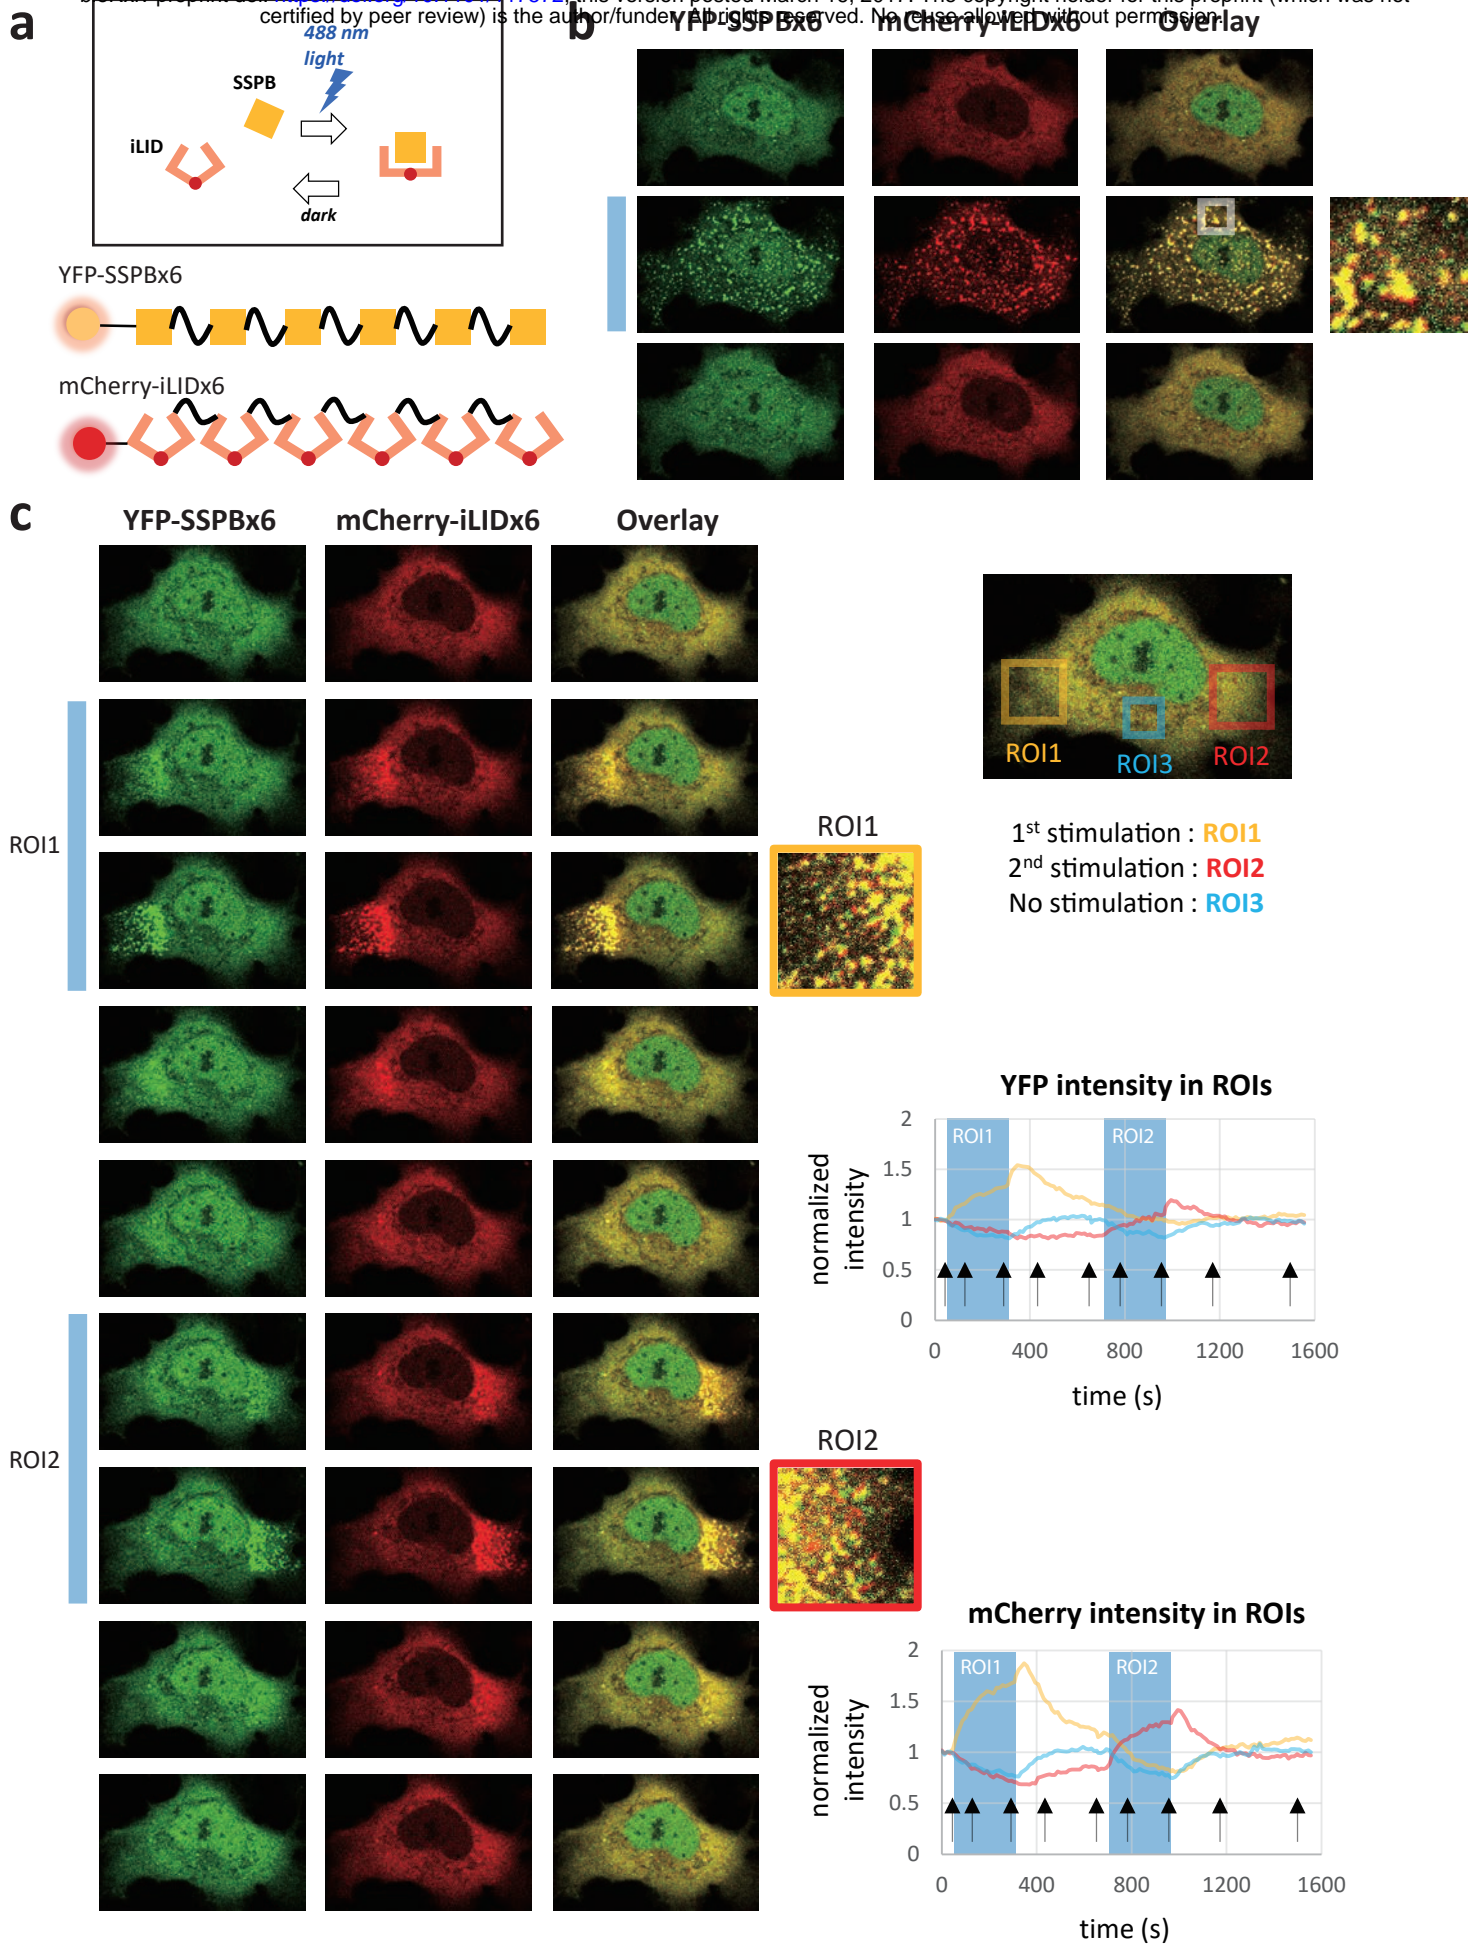 certified by peer review) is the author/funder. All rights reserved. No reuse allowed without permission.
a
488 nm
light
SSPB
iLID
dark
YFP-SSPBx6
mCherry-iLIDx6
b
YFP-SSPBx6 mCherry-iLIDx6 Overlay
c
YFP-SSPBx6 mCherry-iLIDx6 Overlay
ROI1
ROI1
ROI2
ROI2
ROI1
ROI3
ROI2
1st stimulation : ROI1
2nd stimulation : ROI2
No stimulation : ROI3
YFP intensity in ROIs
normalized
intensity
2
1.5
1
0.5
0
ROI1 ROI2
0 400 800 1200 1600
time (s)
mCherry intensity in ROIs
normalized
intensity
2
1.5
1
0.5
0
ROI1 ROI2
0 400 800 1200 1600
time (s)